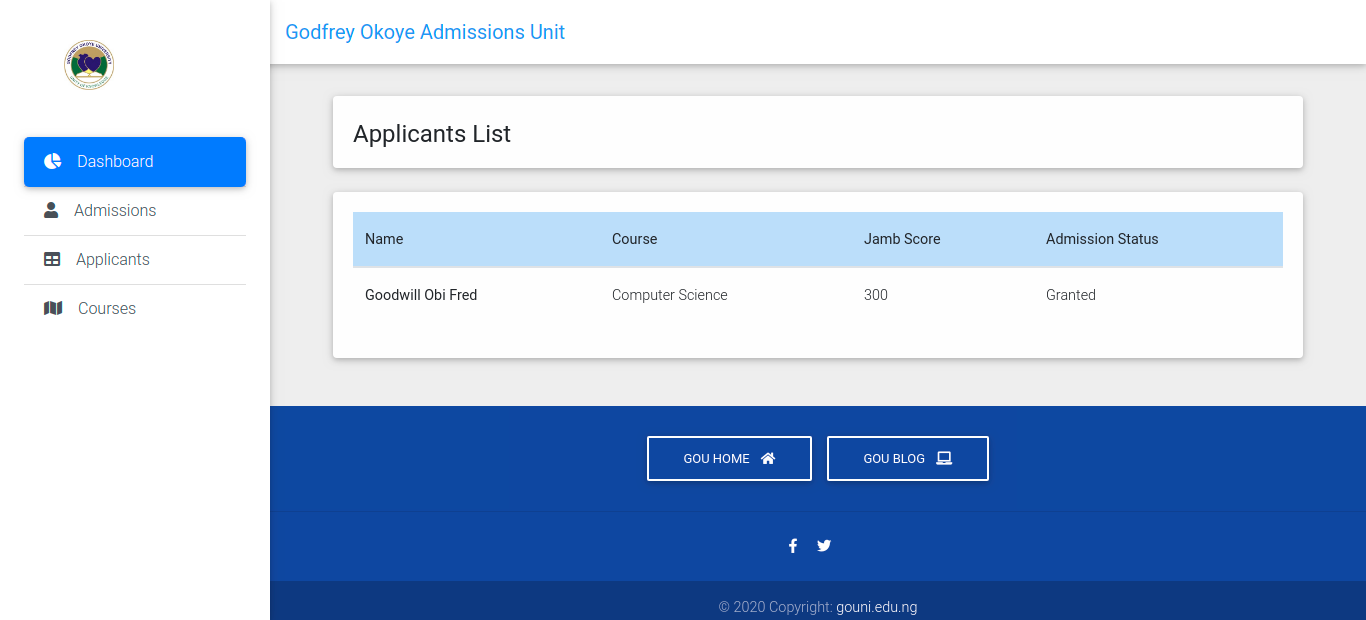 Godfrey Okoye Admissions Unit
Dashboard
Admissions
Applicants
Courses
Applicants List
Name Course Jamb Score Admission Status
Goodwill Obi Fred Computer Science 300 Granted
GOU HOME GOU BLOG
© 2020 Copyright: gouni.edu.ng